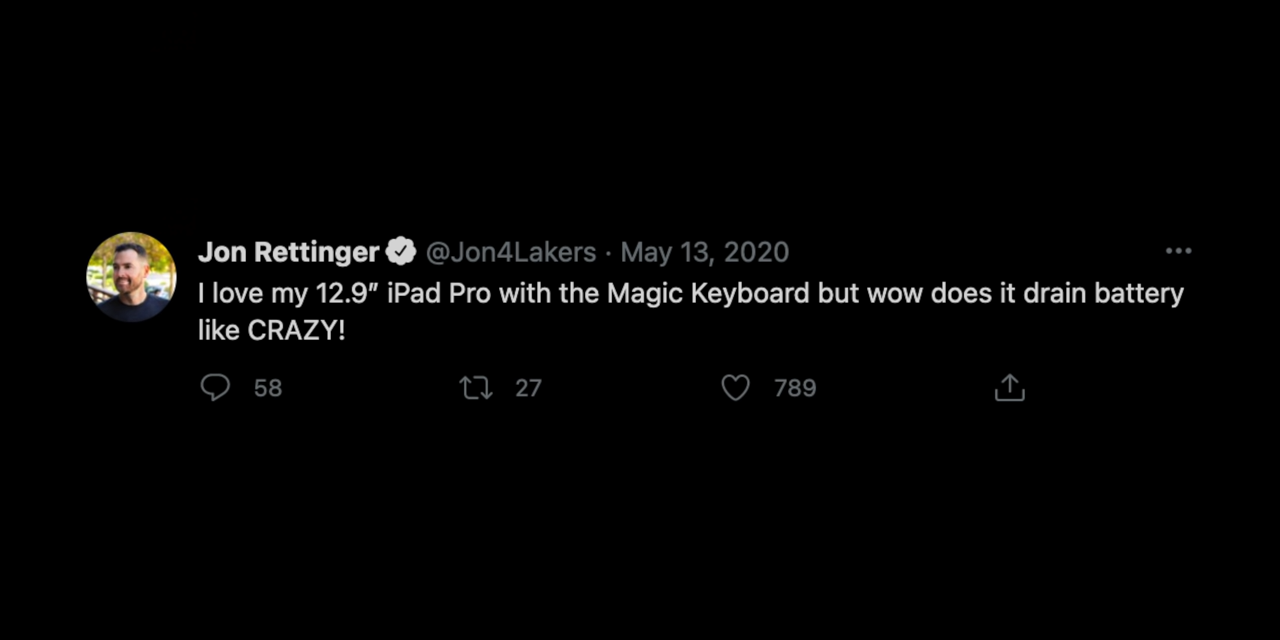 Jon Rettinger @Jon4Lakers · May 13, 2020
I love my 12.9” iPad Pro with the Magic Keyboard but wow does it drain battery
like CRAZY!
58 27 789